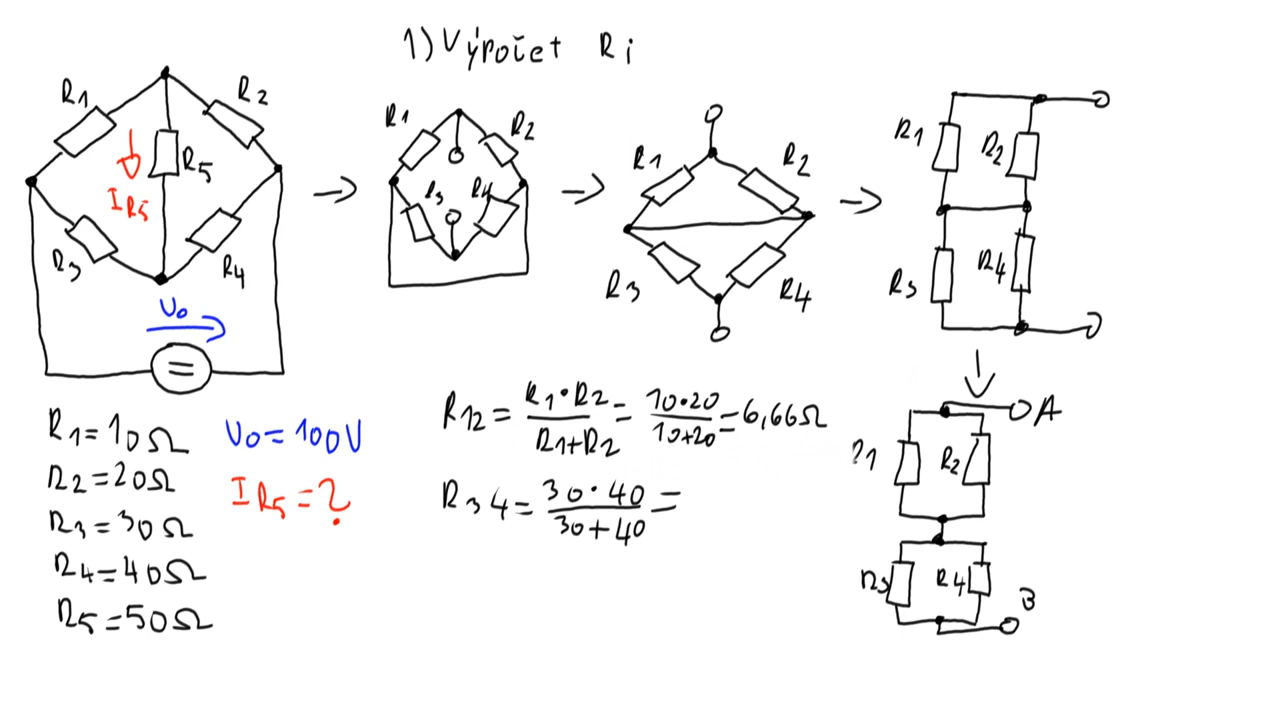 1) Výpočet Ri
R1
R2
R5
IR5
R3
R4
U0
R1
R2
R3
R4
R1
R2
R3
R4
R1
R2
R3
R4
R1=10Ω
R2=20Ω
R3=30Ω
R4=40Ω
R5=50Ω
U0=100V
IR5=?
R12 = R1·R2 / R1+R2 = 10·20 / 10+20 = 6,66Ω
R34 = 30·40 / 30+40 =
A
R1
R2
R3
R4
B